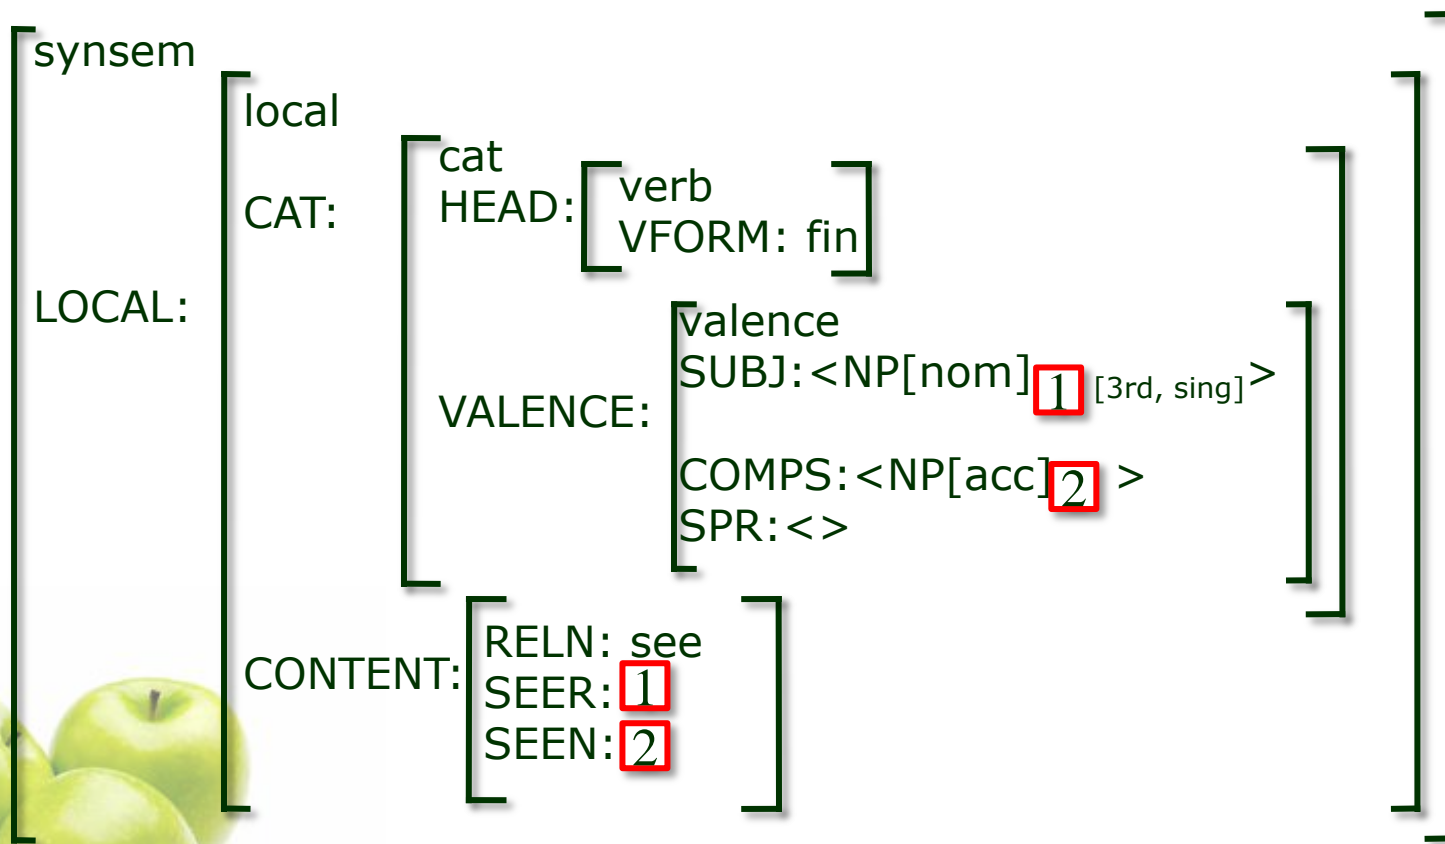 synsem
local
cat
HEAD:
verb
CAT:
VFORM: fin
LOCAL:
valence
SUBJ:<NP[nom] 1 [3rd, sing]>
VALENCE:
COMPS:<NP[acc] 2 >
SPR:<>
RELN: see
CONTENT:
SEER: 1
SEEN: 2